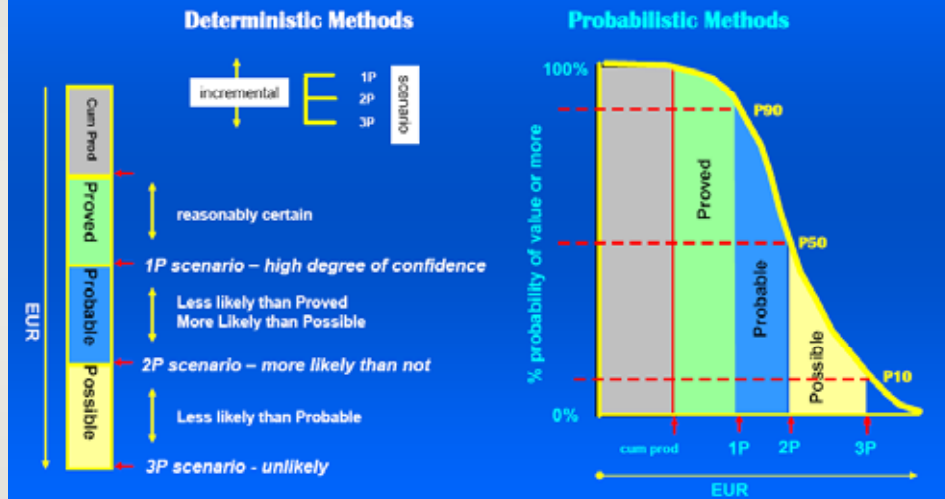 Deterministic Methods
incremental
1P
2P
3P
scenario
EUR
Cum Prod
Proved
Probable
Possible
reasonably certain
1P scenario – high degree of confidence
Less likely than Proved
More Likely than Possible
2P scenario – more likely than not
Less likely than Probable
3P scenario - unlikely
Probabilistic Methods
% probability of value or more
100%
0%
P90
P50
P10
Proved
Probable
Possible
cum prod
1P
2P
3P
EUR